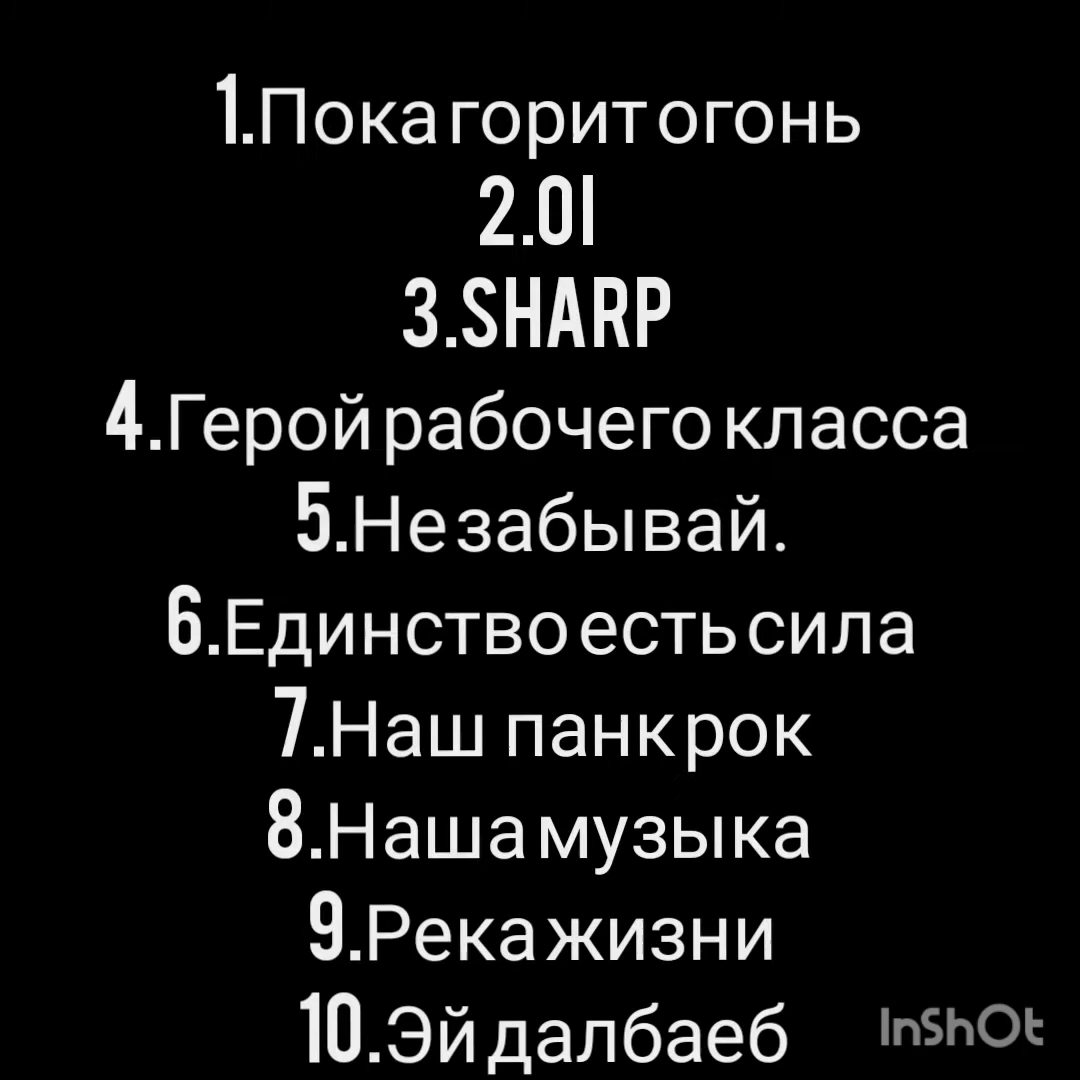 1.Пока горит огонь
2.OI
3.SHARP
4.Герой рабочего класса
5.Не забывай.
6.Единство есть сила
7.Наш панк рок
8.Наша музыка
9.Река жизни
10.Эй далбаеб
InShOt